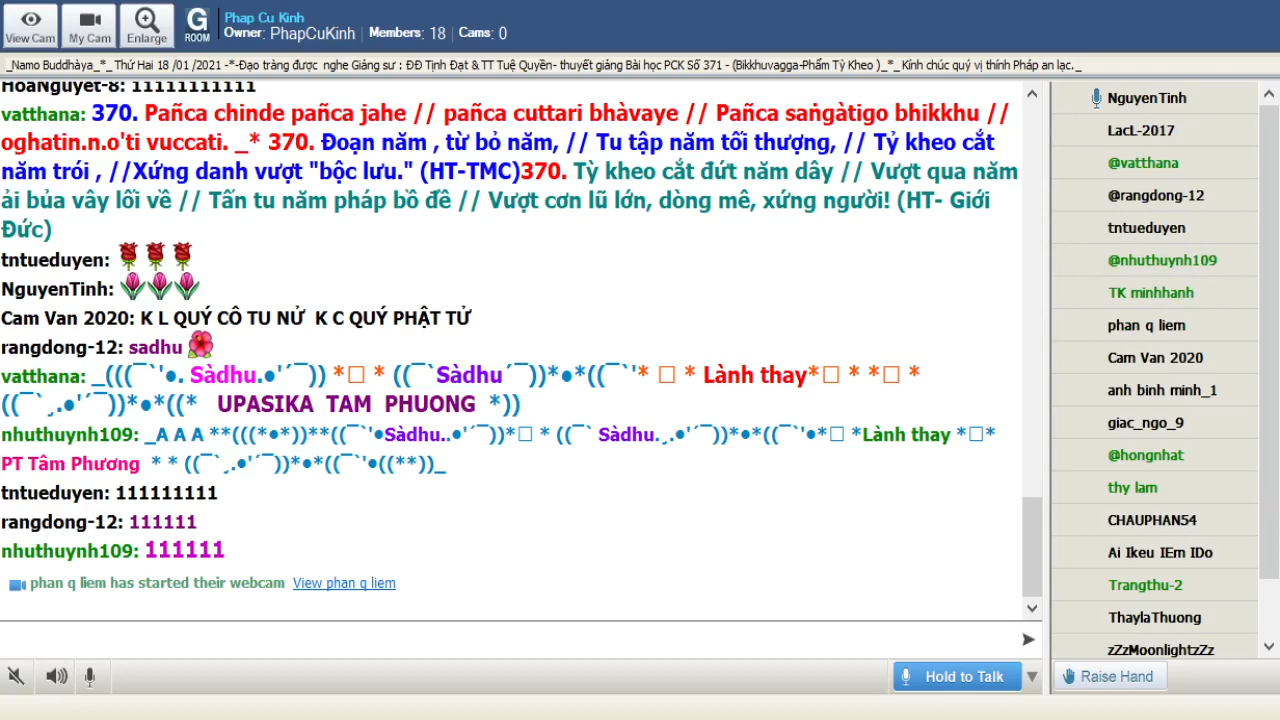 View Cam
My Cam
Enlarge
G
ROOM
Phap Cu Kinh
Owner: PhapCuKinh | Members: 18 | Cams: 0
_Namo Buddhàya_*_ Thứ Hai 18 /01 /2021 -*-Đạo tràng được nghe Giảng sư : ĐĐ Tịnh Đạt & TT Tuệ Quyền- thuyết giảng Bài học PCK Số 371 - (Bikkhuvagga-Phẩm Tỳ Kheo )_*_ Kính chúc quý vị thính Pháp an lạc._
HoaNguyet-8: 11111111111
vatthana: 370. Pañca chinde pañca jahe // pañca cuttari bhàvaye // Pañca saṅgàtigo bhikkhu //
oghatin.n.o'ti vuccati. _* 370. Đoạn năm , từ bỏ năm, // Tu tập năm tối thượng, // Tỷ kheo cắt
năm trói , //Xứng danh vượt "bộc lưu." (HT-TMC)370. Tỳ kheo cắt đứt năm dây // Vượt qua năm
ải bủa vây lối về // Tấn tu năm pháp bồ đề // Vượt cơn lũ lớn, dòng mê, xứng người! (HT- Giới
Đức)
tntueduyen:
NguyenTinh:
Cam Van 2020: K L QUÝ CÔ TU NỬ K C QUÝ PHẬT TỬ
rangdong-12: sadhu
vatthana: _(((¯`'•. Sàdhu.•'´¯)) *□ * ((¯`Sàdhu´¯))*•*((¯`'* □ * Lành thay*□ * *□ *
((¯`¸.•'´¯))*•*((* UPASIKA TAM PHUONG *))
nhuthuynh109: _A A A **(((*•*))**((¯`'•Sàdhu..•'´¯))*□ * ((¯` Sàdhu.¸.•'´¯))*•*((¯`'•*□ *Lành thay *□*
PT Tâm Phương * * ((¯`¸.•'´¯))*•*((¯`'•((**))_
tntueduyen: 111111111
rangdong-12: 111111
nhuthuynh109: 111111
phan q liem has started their webcam View phan q liem
Hold to Talk
NguyenTinh
LacL-2017
@vatthana
@rangdong-12
tntueduyen
@nhuthuynh109
TK minhhanh
phan q liem
Cam Van 2020
anh binh minh_1
giac_ngo_9
@hongnhat
thy lam
CHAUPHAN54
Ai Ikeu IEm IDo
Trangthu-2
ThaylaThuong
zZzMoonlightzZz
Raise Hand